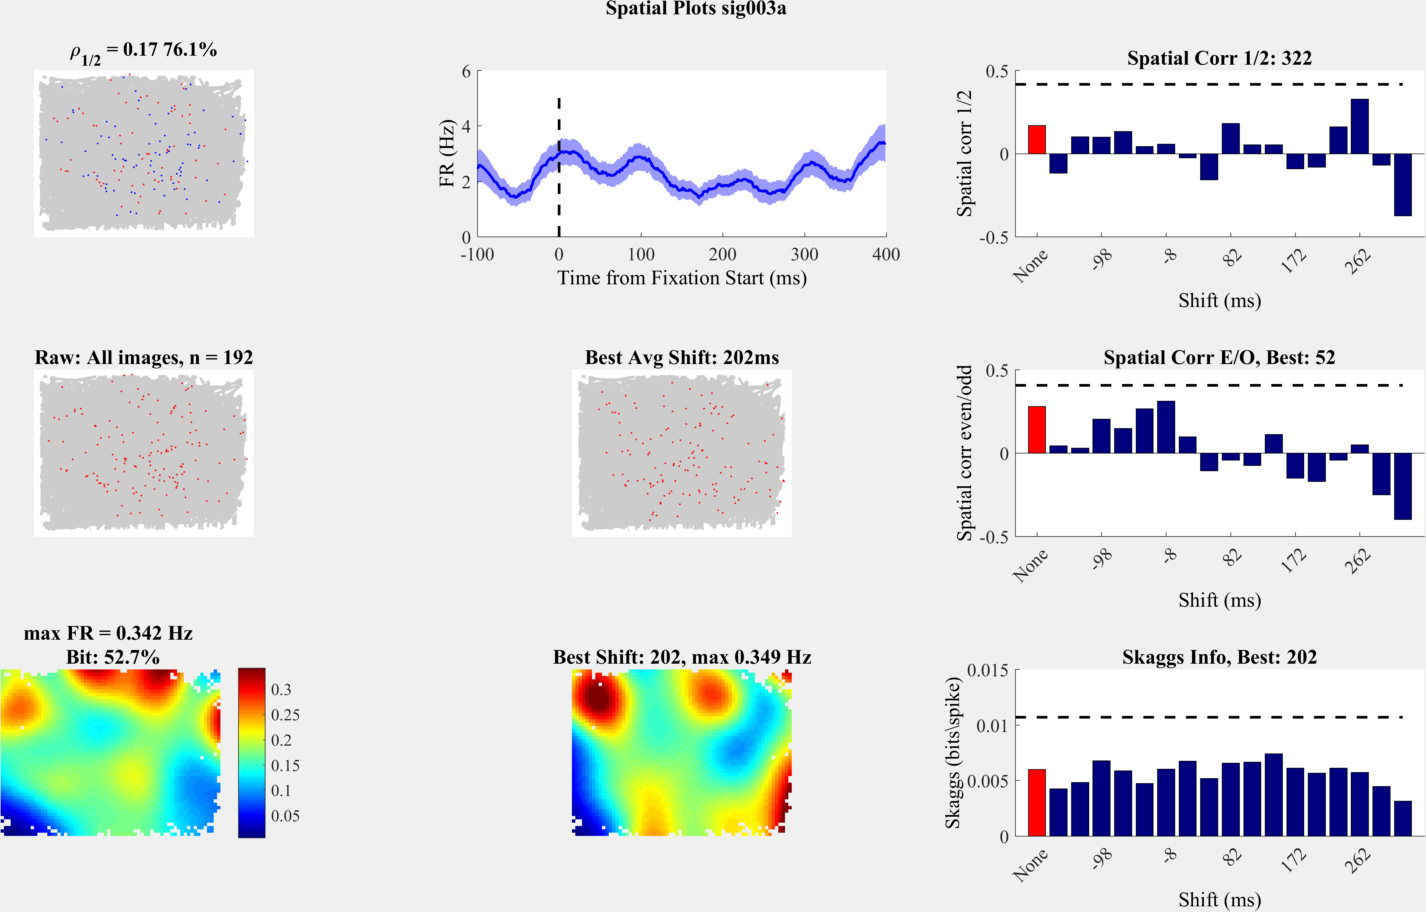 Spatial Plots sig003a
ρ1/2 = 0.17 76.1%
6
4
2
0
FR (Hz)
-100
0
100
200
300
400
Time from Fixation Start (ms)
Spatial Corr 1/2: 322
0.5
0
-0.5
Spatial corr 1/2
None
-98
-8
82
172
262
Shift (ms)
Raw: All images, n = 192
Best Avg Shift: 202ms
Spatial Corr E/O, Best: 52
0.5
0
-0.5
Spatial corr even/odd
None
-98
-8
82
172
262
Shift (ms)
max FR = 0.342 Hz
Bit: 52.7%
0.3
0.25
0.2
0.15
0.1
0.05
Best Shift: 202, max 0.349 Hz
Skaggs Info, Best: 202
0.015
0.01
0.005
0
Skaggs (bits\spike)
None
-98
-8
82
172
262
Shift (ms)